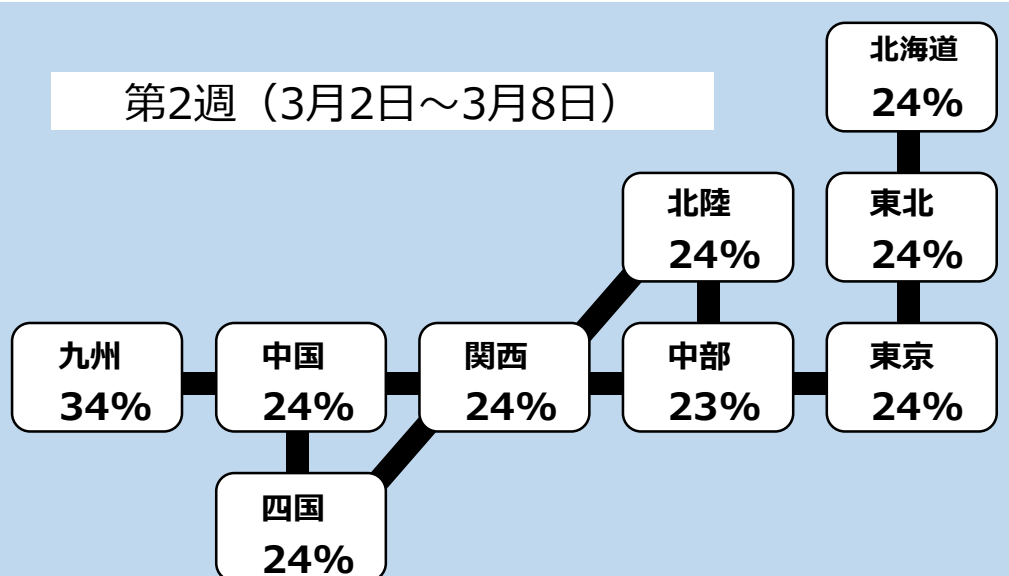 第2週（3月2日～3月8日）
北海道
24%
北陸
24%
東北
24%
九州
34%
中国
24%
関西
24%
中部
23%
東京
24%
四国
24%